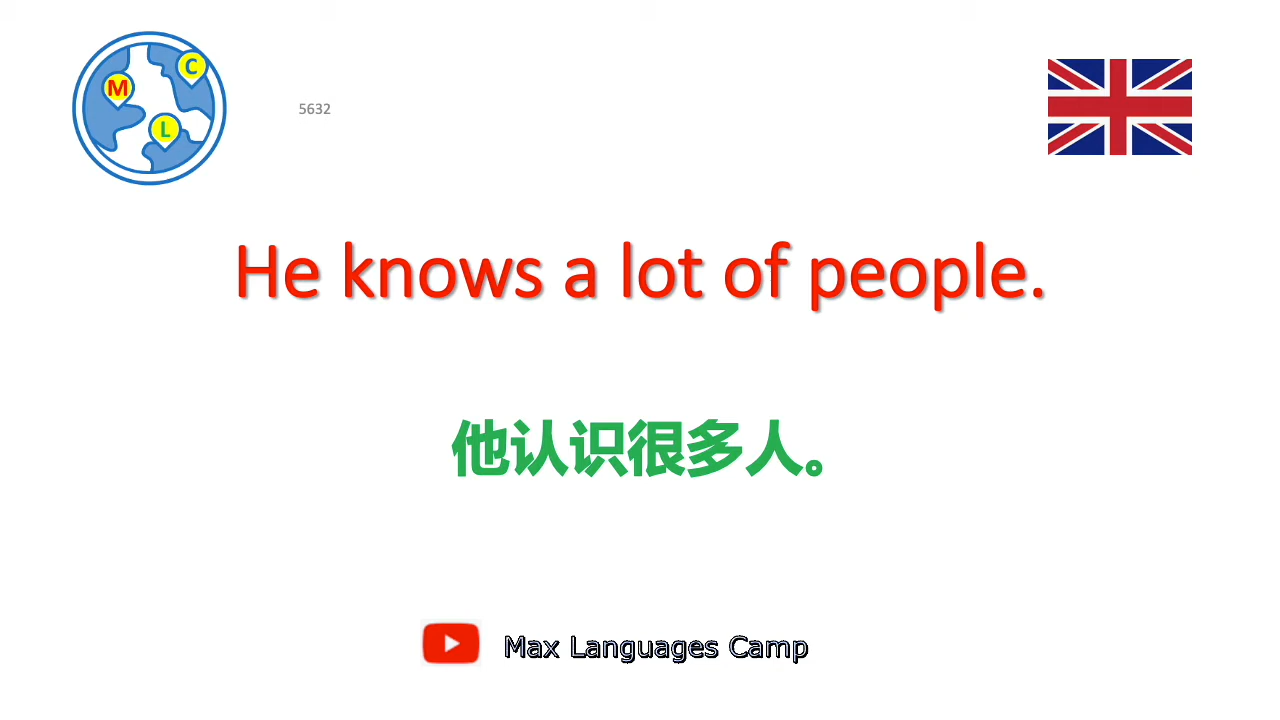 M
C
L
5632
He knows a lot of people.
他认识很多人。
Max Languages Camp